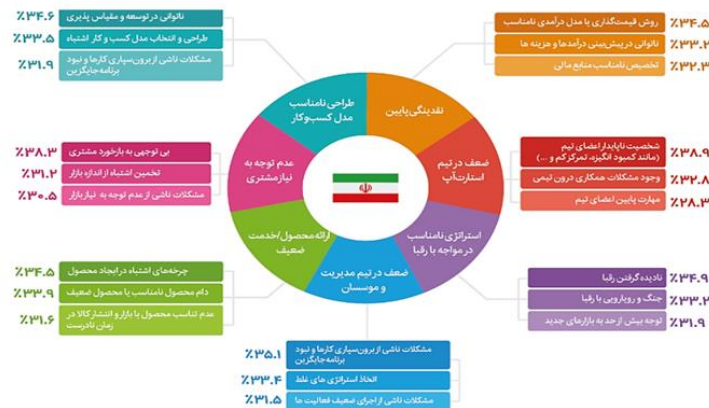 روش قیمت‌گذاری یا مدل درآمدی نامناسب
٪۳۴.۵
ناتوانی در پیش‌بینی درآمدها و هزینه ها
٪۳۳.۳
تخصیص نامناسب منابع مالی
٪۳۲.۳
ناتوانی در توسعه و مقیاس پذیری
٪۳۴.۶
طراحی و انتخاب مدل کسب و کار اشتباه
٪۳۳.۵
مشکلات ناشی از برون‌سپاری کارها و نبود
برنامه جایگزین
٪۳۱.۹
نقدینگی پایین
طراحی نامناسب
مدل کسب‌وکار
ضعف در تیم
استارت‌آپ
عدم توجه به
نیاز مشتری
استراتژی نامناسب
در مواجه با رقبا
ارائه محصول/خدمت
ضعیف
ضعف در تیم مدیریت
و موسسان
شخصیت ناپایدار اعضای تیم
(مانند کمبود انگیزه، تمرکز کم و ...)
٪۳۸.۹
وجود مشکلات همکاری درون تیمی
٪۳۲.۸
مهارت پایین اعضای تیم
٪۲۸.۳
بی توجهی به بازخورد مشتری
٪۳۸.۳
تخمین اشتباه از اندازه بازار
٪۳۱.۲
مشکلات ناشی از عدم توجه به نیاز بازار
٪۳۰.۵
نادیده گرفتن رقبا
٪۳۴.۹
جنگ و رویارویی با رقبا
٪۳۳.۲
توجه بیش از حد به بازارهای جدید
٪۳۱.۹
چرخه‌های اشتباه در ایجاد محصول
٪۳۴.۵
دام محصول نامناسب یا محصول ضعیف
٪۳۳.۹
عدم تناسب محصول با بازار و انتشار کالا در
زمان نادرست
٪۳۱.۶
مشکلات ناشی از برون‌سپاری کارها و نبود
برنامه جایگزین
٪۳۵.۱
اتخاذ استراتژی های غلط
٪۳۳.۴
مشکلات ناشی از اجرای ضعیف فعالیت ها
٪۳۱.۵